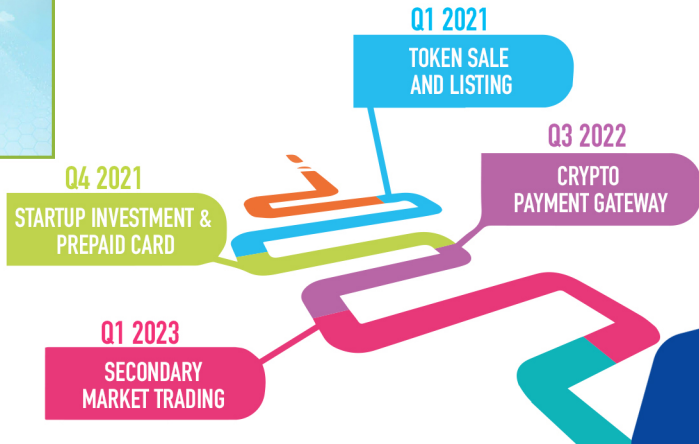 Q1 2021
TOKEN SALE
AND LISTING
Q4 2021
STARTUP INVESTMENT &
PREPAID CARD
Q3 2022
CRYPTO
PAYMENT GATEWAY
Q1 2023
SECONDARY
MARKET TRADING